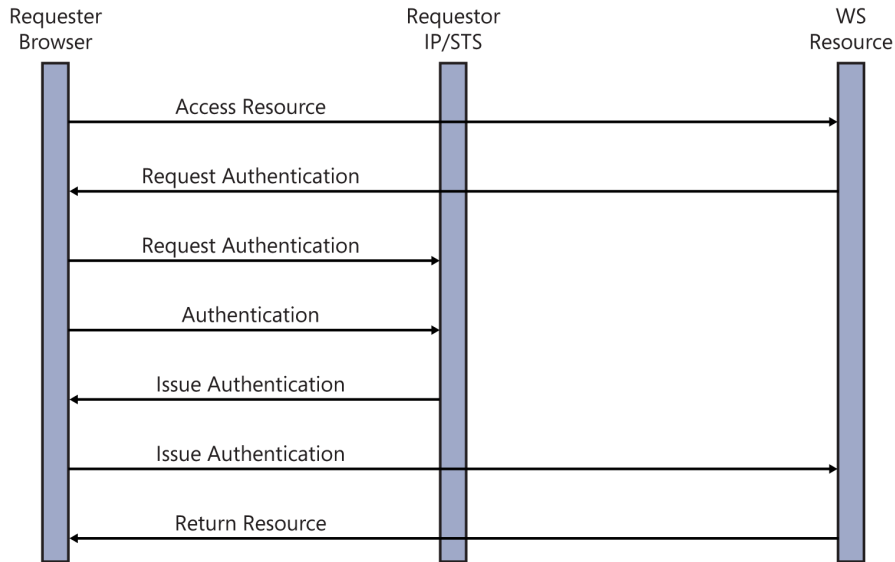 Requester
Browser
Requestor
IP/STS
WS
Resource
Access Resource
Request Authentication
Request Authentication
Authentication
Issue Authentication
Issue Authentication
Return Resource